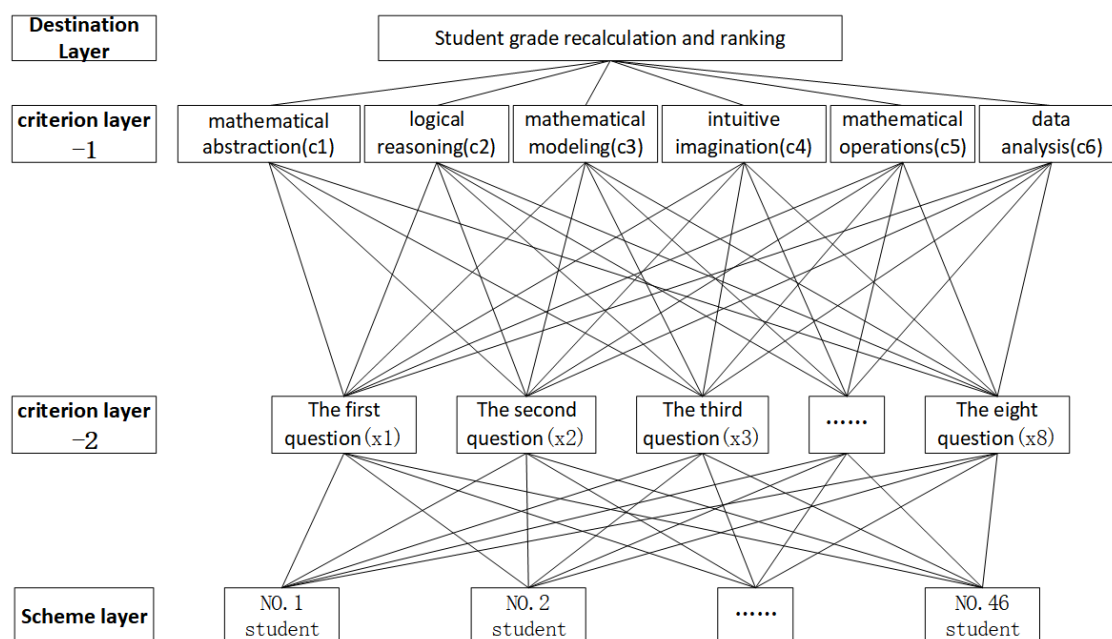 Destination
Layer
Student grade recalculation and ranking
criterion layer
-1
mathematical
abstraction(c1)
logical
reasoning(c2)
mathematical
modeling(c3)
intuitive
imagination(c4)
mathematical
operations(c5)
data
analysis(c6)
criterion layer
-2
The first
question(x1)
The second
question(x2)
The third
question(x3)
……
The eight
question(x8)
Scheme layer
NO.1
student
NO.2
student
……
NO.46
student